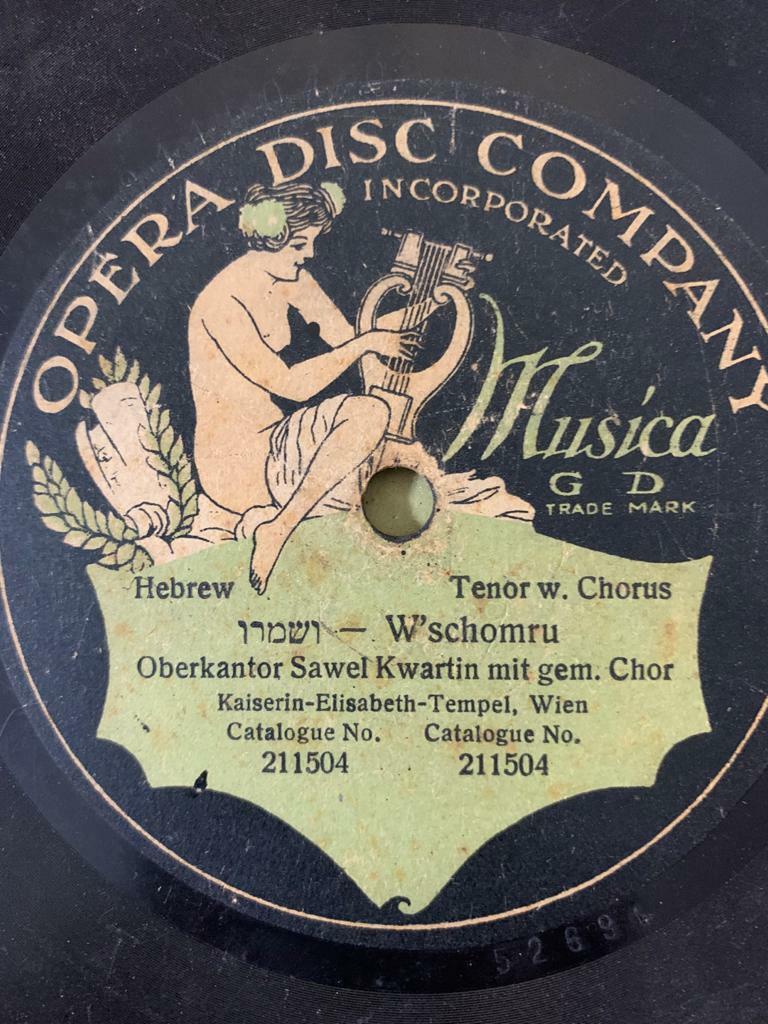 OPERA DISC COMPANY
INCORPORATED
Musica
G D
TRADE MARK
Hebrew Tenor w. Chorus
ושמרו — W'schomru
Oberkantor Sawel Kwartin mit gem. Chor
Kaiserin-Elisabeth-Tempel, Wien
Catalogue No. Catalogue No.
211504 211504